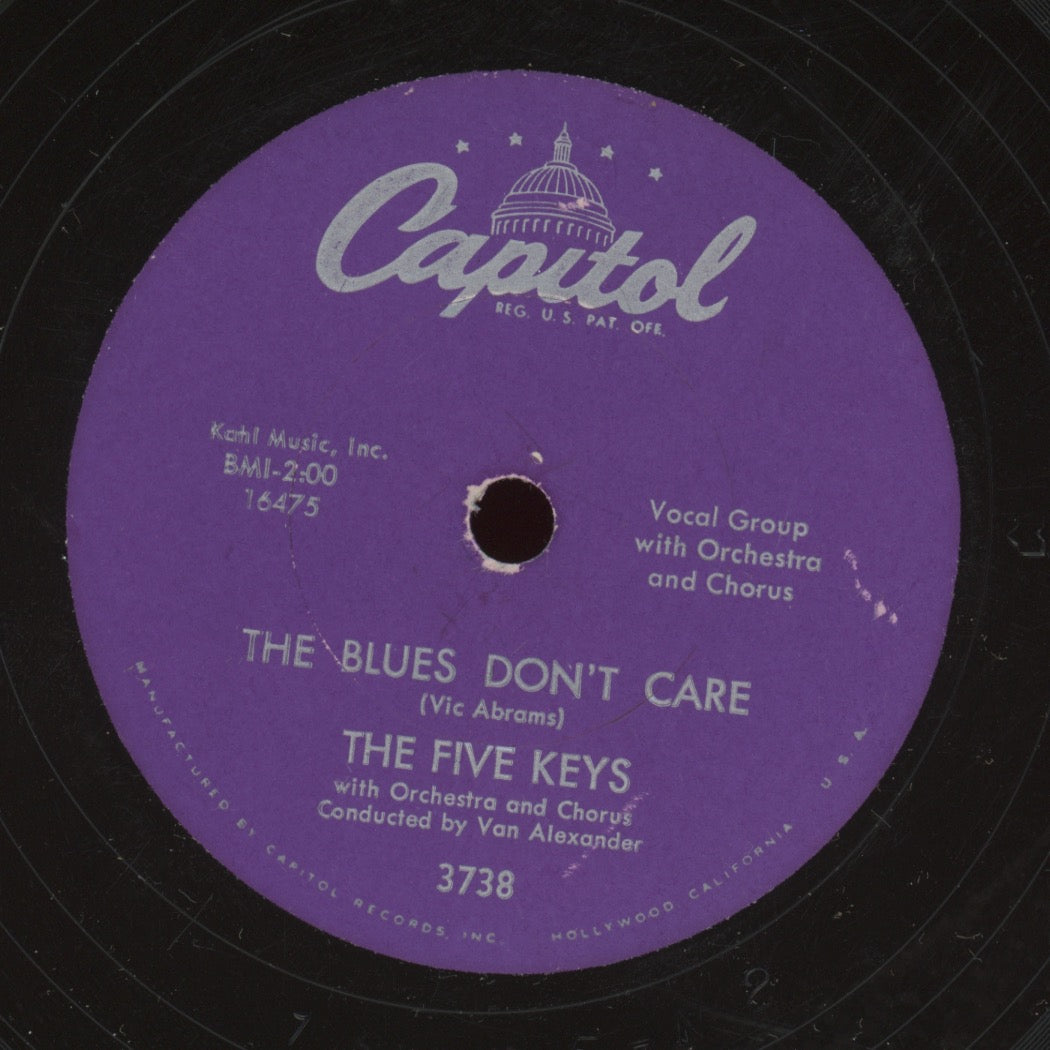 Capitol
REG. U.S. PAT. OFF.
Kahl Music, Inc.
BMI-2:00
16475
Vocal Group
with Orchestra
and Chorus
THE BLUES DON'T CARE
(Vic Abrams)
THE FIVE KEYS
with Orchestra and Chorus
Conducted by Van Alexander
3738
MANUFACTURED BY CAPITOL RECORDS, INC. HOLLYWOOD CALIFORNIA U.S.A.